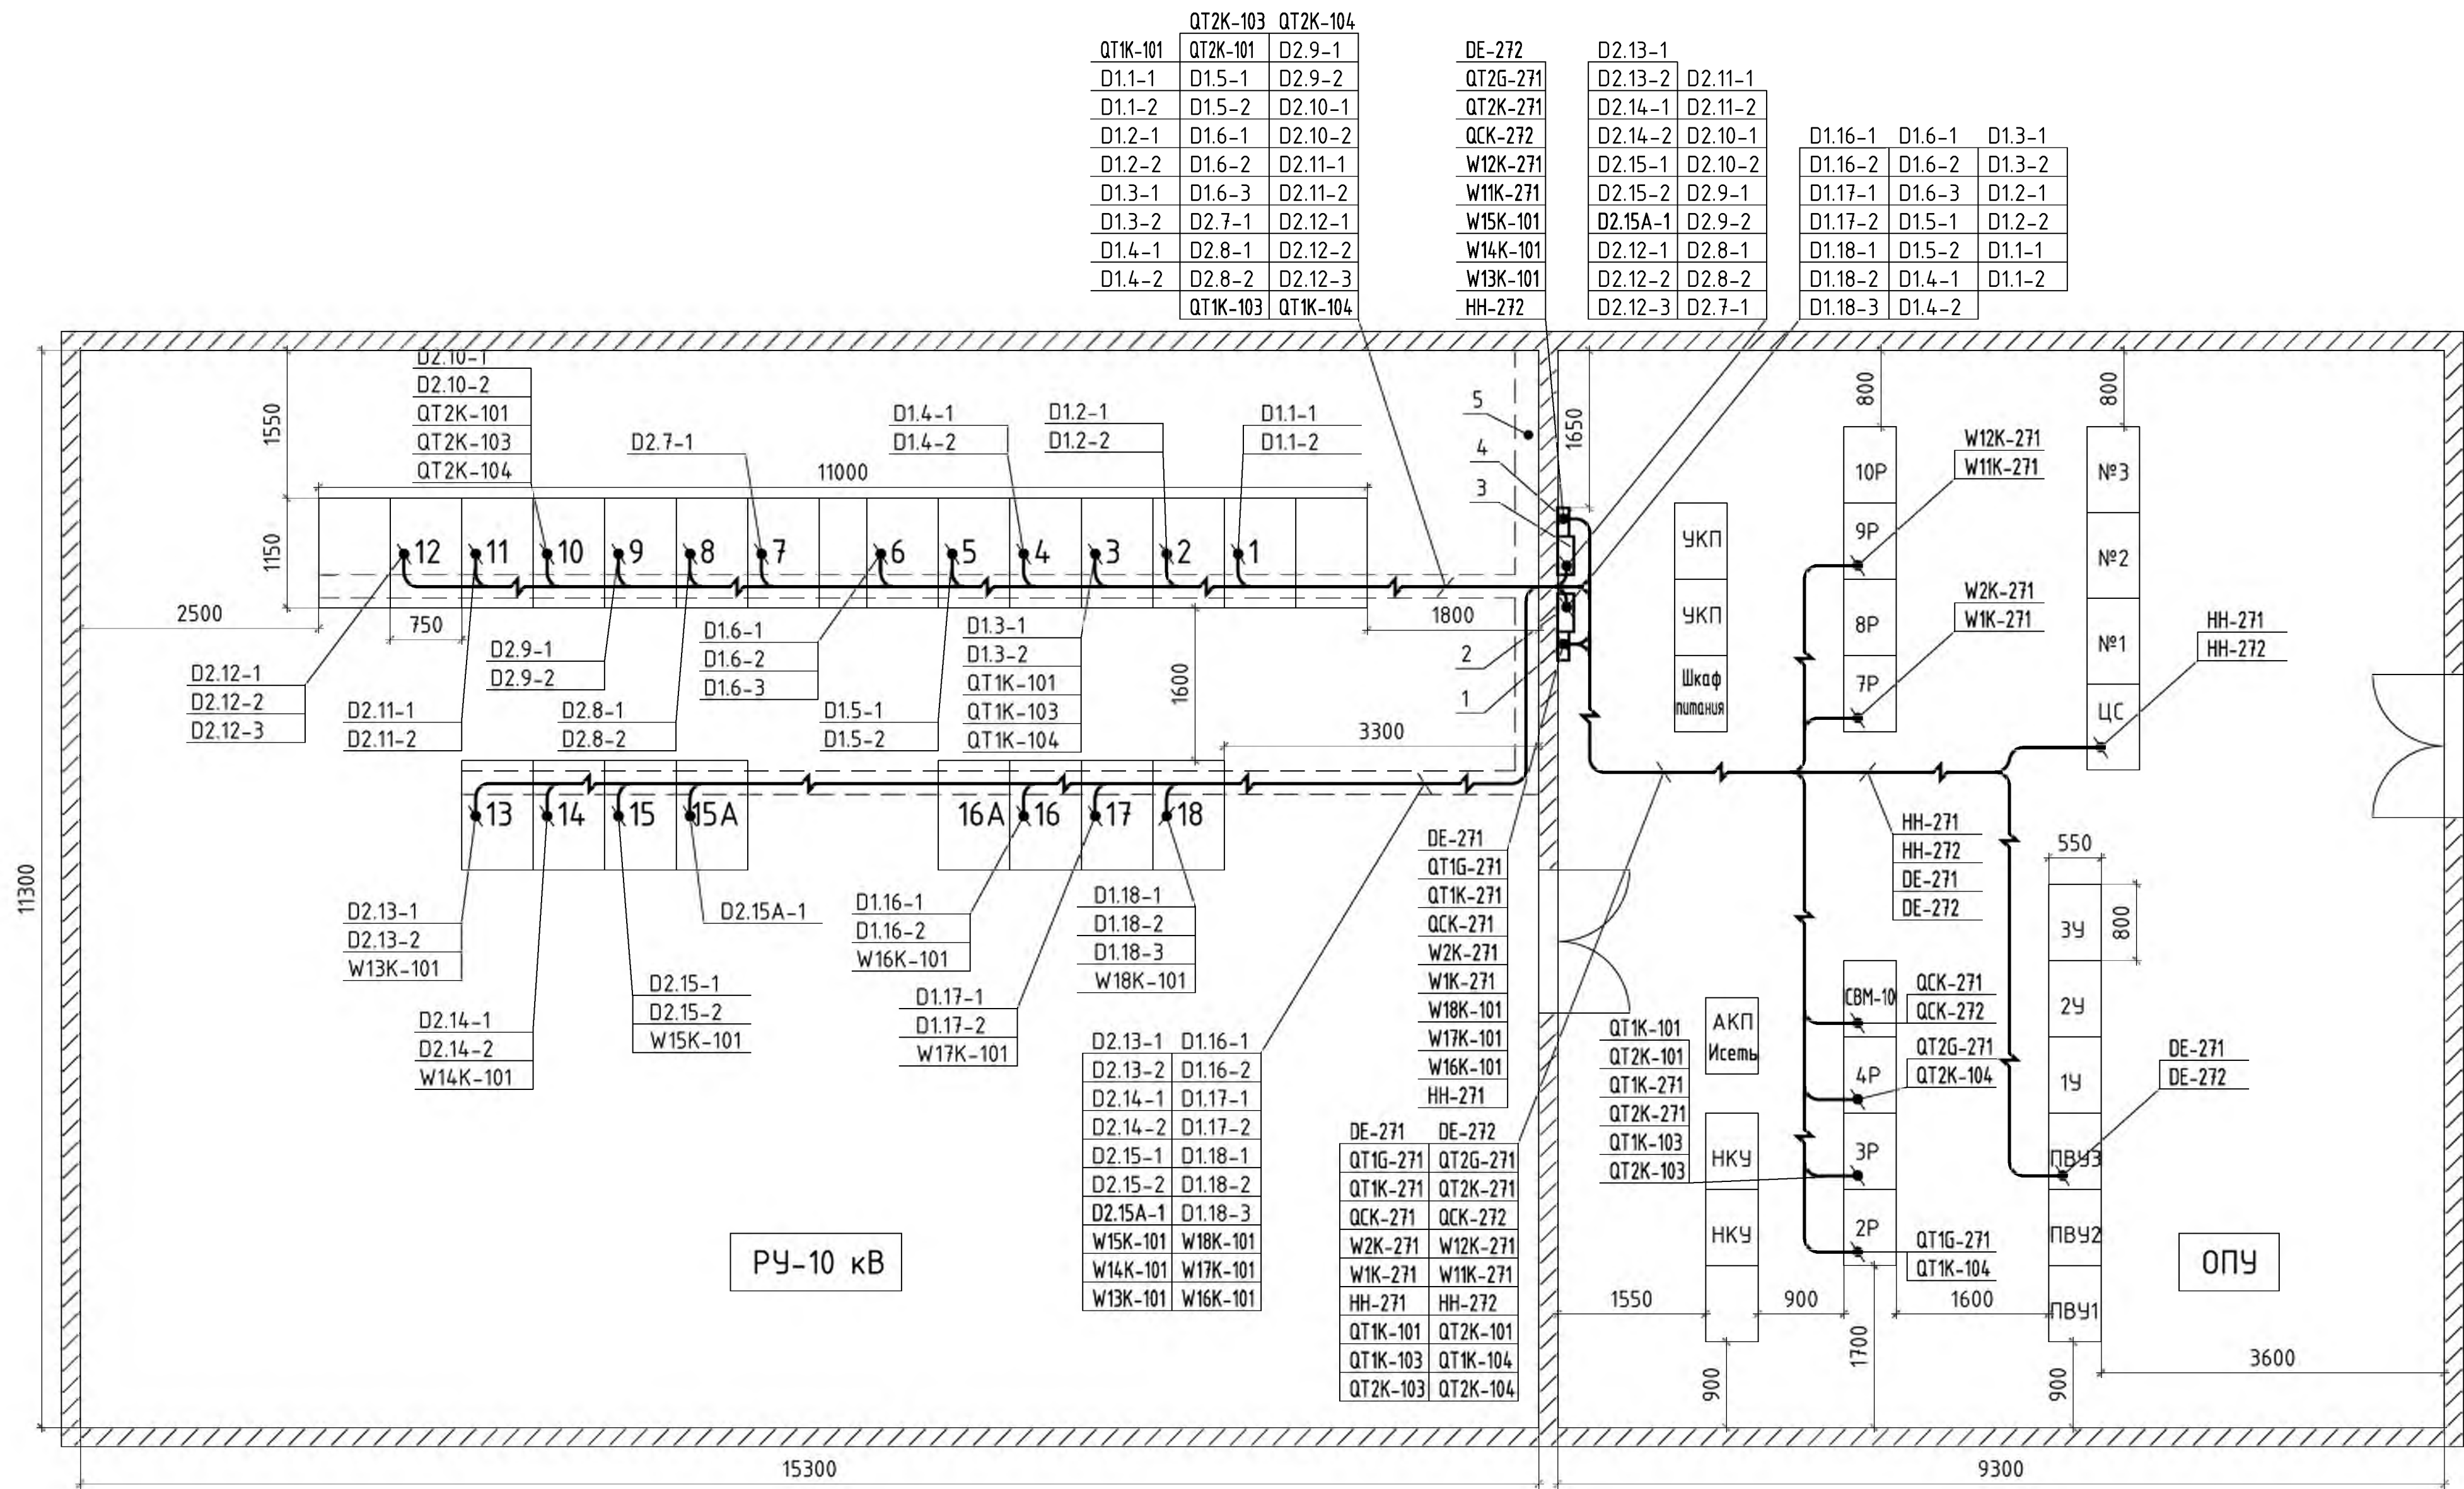 QT2K-103 QT2K-104
QT1K-101 QT2K-101 D2.9-1
D1.1-1 D1.5-1 D2.9-2
D1.1-2 D1.5-2 D2.10-1
D1.2-1 D1.6-1 D2.10-2
D1.2-2 D1.6-2 D2.11-1
D1.3-1 D1.6-3 D2.11-2
D1.3-2 D2.7-1 D2.12-1
D1.4-1 D2.8-1 D2.12-2
D1.4-2 D2.8-2 D2.12-3
QT1K-103 QT1K-104
DE-272
QT2G-271
QT2K-271
QCK-272
W12K-271
W11K-271
W15K-101
W14K-101
W13K-101
HH-272
D2.13-1
D2.13-2 D2.11-1
D2.14-1 D2.11-2
D2.14-2 D2.10-1
D2.15-1 D2.10-2
D2.15-2 D2.9-1
D2.15A-1 D2.9-2
D2.12-1 D2.8-1
D2.12-2 D2.8-2
D2.12-3 D2.7-1
D1.16-1 D1.6-1 D1.3-1
D1.16-2 D1.6-2 D1.3-2
D1.17-1 D1.6-3 D1.2-1
D1.17-2 D1.5-1 D1.2-2
D1.18-1 D1.5-2 D1.1-1
D1.18-2 D1.4-1 D1.1-2
D1.18-3 D1.4-2
D2.10-1
D2.10-2
QT2K-101
QT2K-103
QT2K-104
D2.7-1
D1.4-1
D1.4-2
D1.2-1
D1.2-2
D1.1-1
D1.1-2
11000
1550
1150
2500
750
12 11 10 9 8 7 6 5 4 3 2 1
1800
1600
3300
5
4
3
2
1
1650
D2.12-1
D2.12-2
D2.12-3
D2.11-1
D2.11-2
D2.9-1
D2.9-2
D2.8-1
D2.8-2
D1.6-1
D1.6-2
D1.6-3
D1.5-1
D1.5-2
D1.3-1
D1.3-2
QT1K-101
QT1K-103
QT1K-104
13 14 15 15A 16A 16 17 18
D2.13-1
D2.13-2
W13K-101
D2.14-1
D2.14-2
W14K-101
D2.15-1
D2.15-2
W15K-101
D2.15A-1
D1.16-1
D1.16-2
W16K-101
D1.17-1
D1.17-2
W17K-101
D1.18-1
D1.18-2
D1.18-3
W18K-101
D2.13-1 D1.16-1
D2.13-2 D1.16-2
D2.14-1 D1.17-1
D2.14-2 D1.17-2
D2.15-1 D1.18-1
D2.15-2 D1.18-2
D2.15A-1 D1.18-3
W15K-101 W18K-101
W14K-101 W17K-101
W13K-101 W16K-101
DE-271
QT1G-271
QT1K-271
QCK-271
W2K-271
W1K-271
W18K-101
W17K-101
W16K-101
HH-271
DE-271 DE-272
QT1G-271 QT2G-271
QT1K-271 QT2K-271
QCK-271 QCK-272
W2K-271 W12K-271
W1K-271 W11K-271
HH-271 HH-272
QT1K-101 QT2K-101
QT1K-103 QT1K-104
QT2K-103 QT2K-104
РУ-10 кВ
11300
15300
800
800
УКП
УКП
Шкаф
питания
10Р
9Р
8Р
7Р
W12K-271
W11K-271
W2K-271
W1K-271
№3
№2
№1
ЦС
HH-271
HH-272
HH-271
HH-272
DE-271
DE-272
550
800
3У
2У
1У
ПВУ3
ПВУ2
ПВУ1
DE-271
DE-272
СВМ-10
4Р
3Р
2Р
QCK-271
QCK-272
QT2G-271
QT2K-104
QT1G-271
QT1K-104
АКП
Исеть
НКУ
НКУ
QT1K-101
QT2K-101
QT1K-271
QT2K-271
QT1K-103
QT2K-103
ОПУ
1550
900
1600
1700
900
900
3600
9300